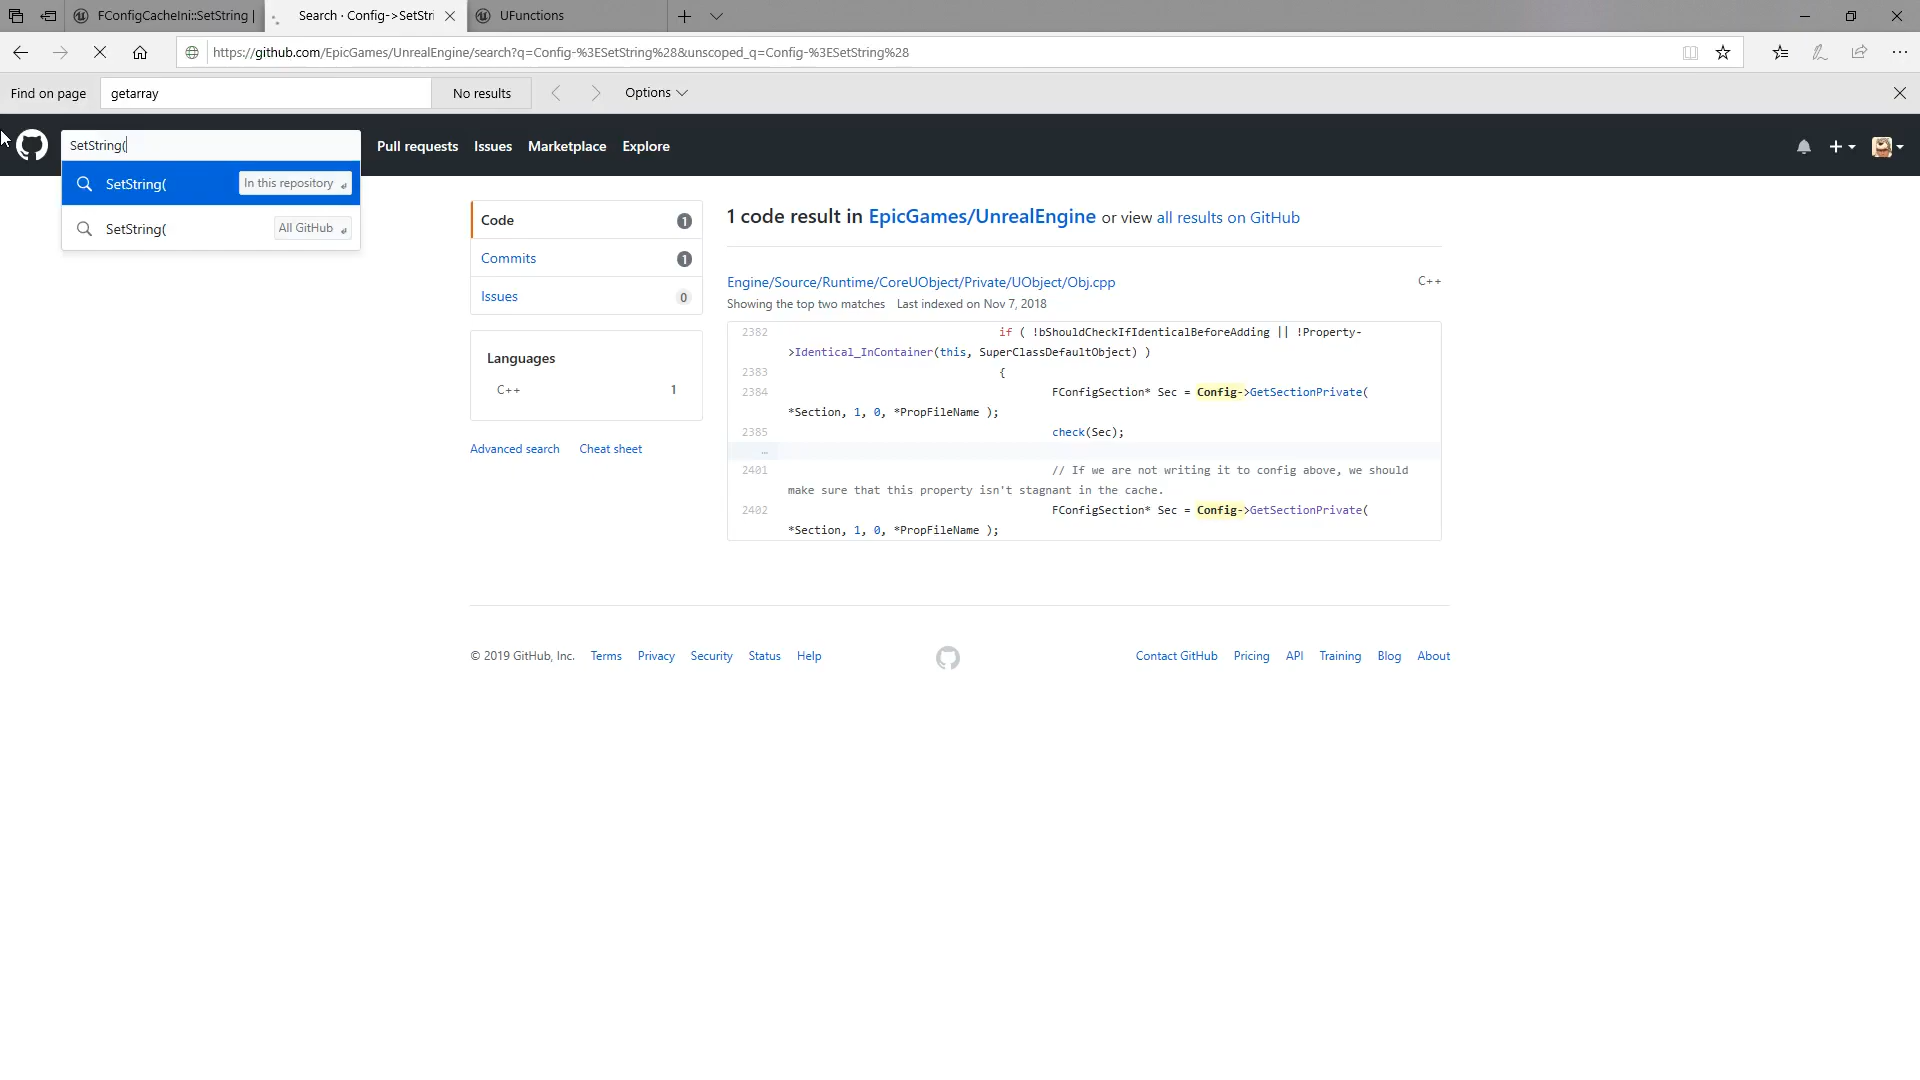 FConfigCacheIni::SetString |
Search · Config->SetStri
UFunctions
https://github.com/EpicGames/UnrealEngine/search?q=Config-%3ESetString%28&unscoped_q=Config-%3ESetString%28
Find on page
getarray
No results
Options
SetString(
Pull requests
Issues
Marketplace
Explore
SetString(
In this repository
SetString(
All GitHub
Code 1
Commits 1
Issues 0
Languages
C++ 1
Advanced search
Cheat sheet
1 code result in EpicGames/UnrealEngine or view all results on GitHub
Engine/Source/Runtime/CoreUObject/Private/UObject/Obj.cpp
C++
Showing the top two matches Last indexed on Nov 7, 2018
2382 if ( !bShouldCheckIfIdenticalBeforeAdding || !Property-
>Identical_InContainer(this, SuperClassDefaultObject) )
2383 {
2384 FConfigSection* Sec = Config->GetSectionPrivate(
*Section, 1, 0, *PropFileName );
2385 check(Sec);
…
2401 // If we are not writing it to config above, we should
make sure that this property isn't stagnant in the cache.
2402 FConfigSection* Sec = Config->GetSectionPrivate(
*Section, 1, 0, *PropFileName );
© 2019 GitHub, Inc. Terms Privacy Security Status Help
Contact GitHub Pricing API Training Blog About